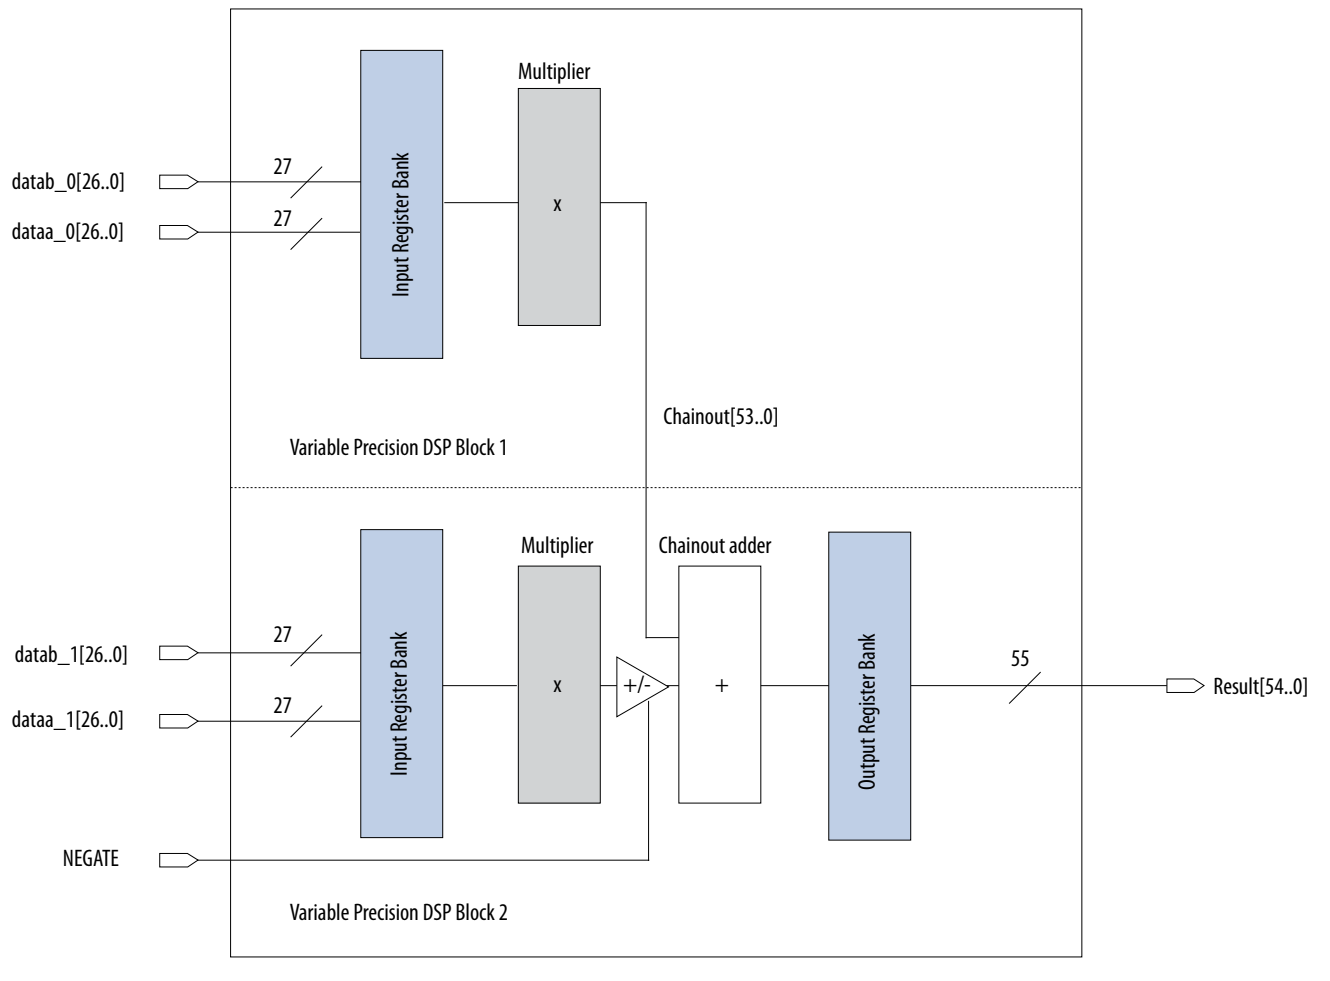 Multiplier
27
datab_0[26..0]
27
dataa_0[26..0]
Input Register Bank
x
Chainout[53..0]
Variable Precision DSP Block 1
Multiplier
Chainout adder
27
datab_1[26..0]
27
dataa_1[26..0]
Input Register Bank
x
+/-
+
Output Register Bank
55
Result[54..0]
NEGATE
Variable Precision DSP Block 2